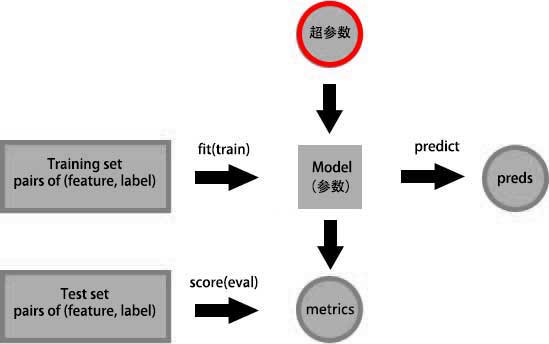 超参数
fit(train)
predict
Training set
pairs of (feature, label)
Model
（参数）
preds
score(eval)
Test set
pairs of (feature, label)
metrics